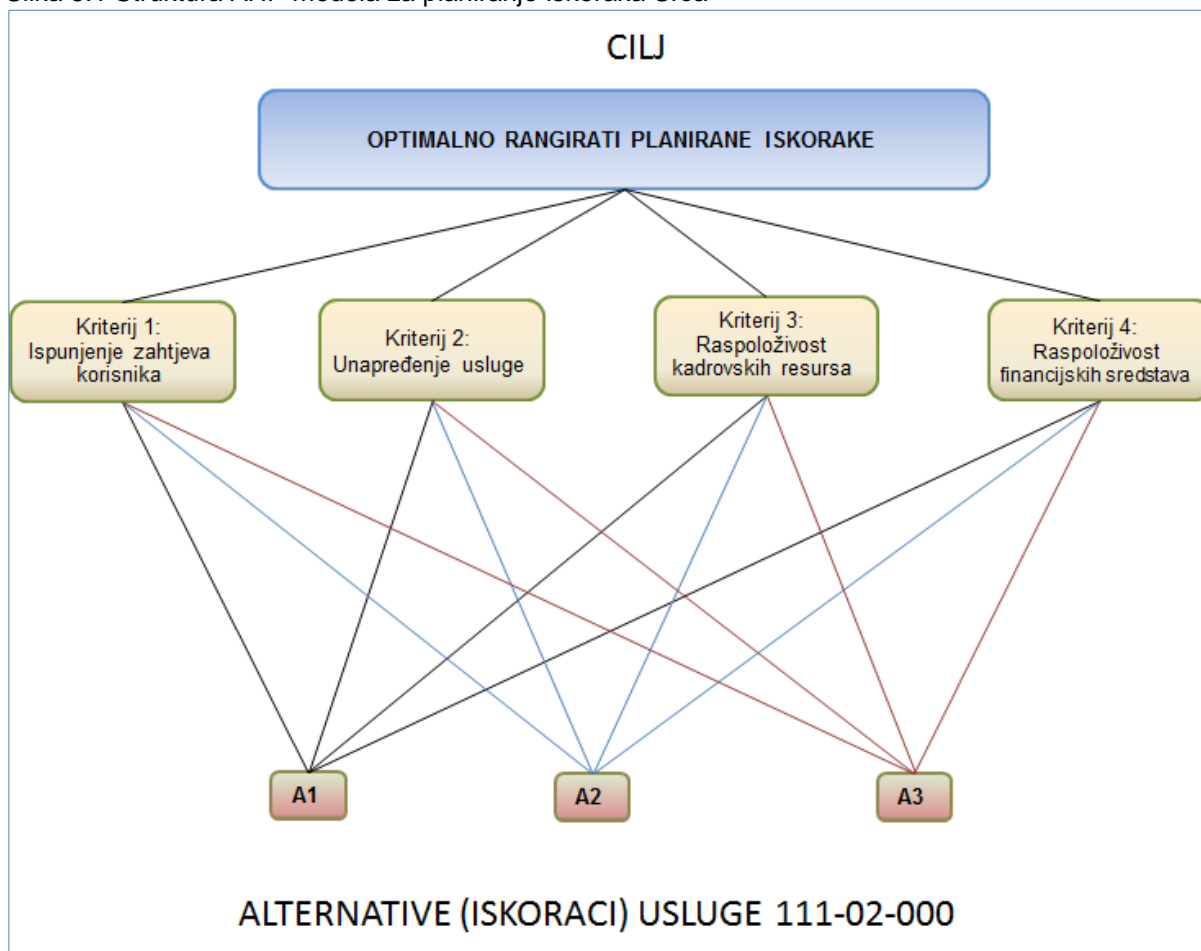 CILJ
OPTIMALNO RANGIRATI PLANIRANE ISKORAKE
Kriterij 1:
Ispunjenje zahtjeva
korisnika
Kriterij 2:
Unapređenje usluge
Kriterij 3:
Raspoloživost
kadrovskih resursa
Kriterij 4:
Raspoloživost
financijskih sredstava
A1
A2
A3
ALTERNATIVE (ISKORACI) USLUGE 111-02-000